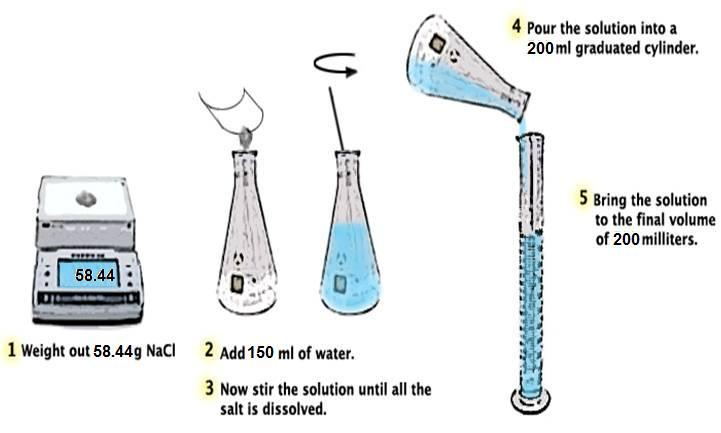 4 Pour the solution into a
200ml graduated cylinder.
5 Bring the solution
to the final volume
of 200 milliters.
58.44
1 Weight out 58.44g NaCl
2 Add 150 ml of water.
3 Now stir the solution until all the
salt is dissolved.